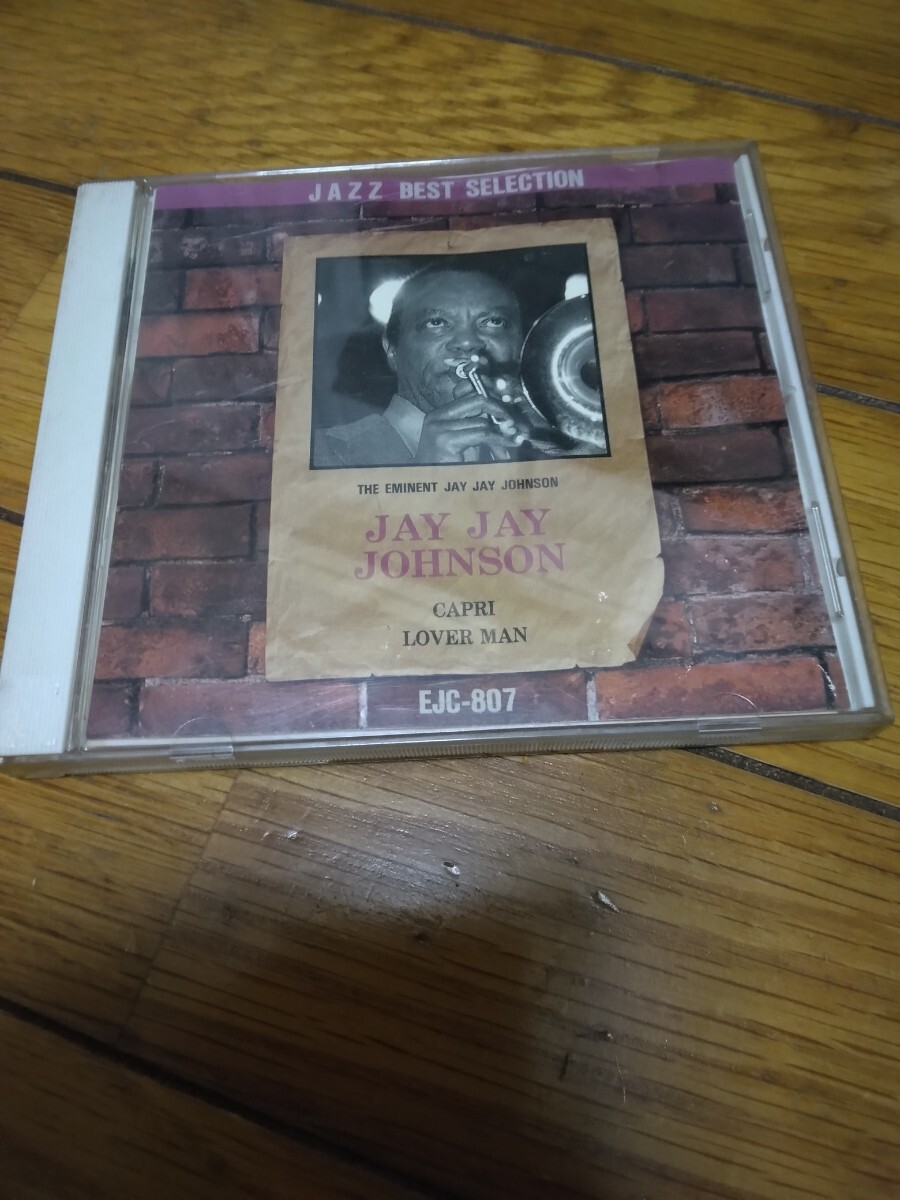 JAZZ BEST SELECTION
THE EMINENT JAY JAY JOHNSON
JAY JAY
JOHNSON
CAPRI
LOVER MAN
EJC-807